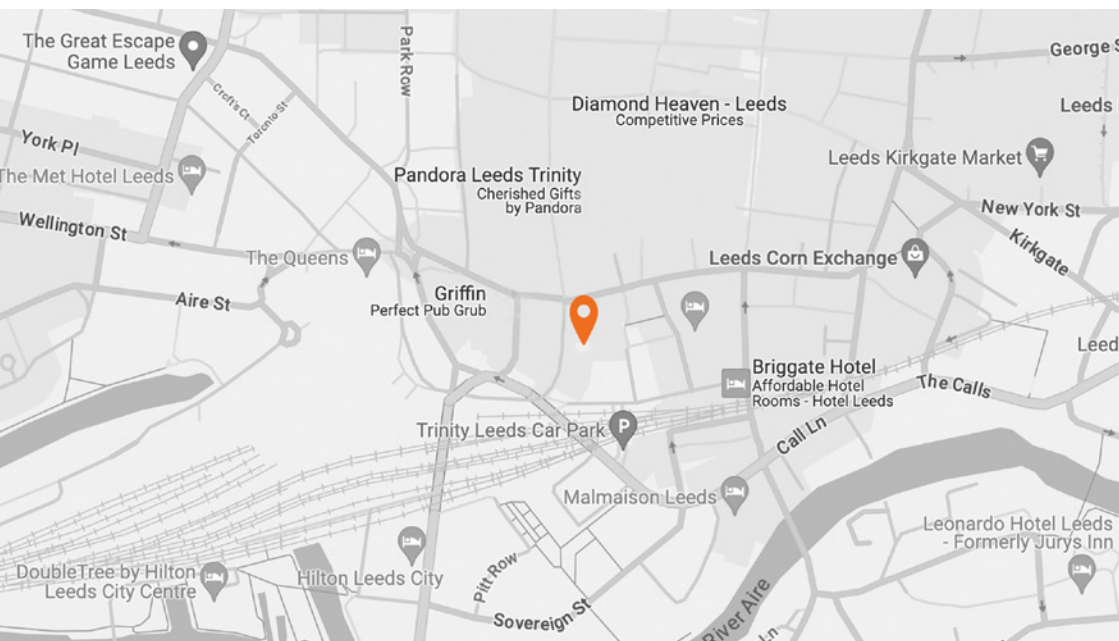 The Great Escape
Game Leeds
Park Row
George S
Croft's Ct
Toronto St
Diamond Heaven - Leeds
Competitive Prices
Leeds
York Pl
Leeds Kirkgate Market
The Met Hotel Leeds
Pandora Leeds Trinity
Cherished Gifts
by Pandora
New York St
Wellington St
Kirkgate
The Queens
Leeds Corn Exchange
Aire St
Griffin
Perfect Pub Grub
Leed
Briggate Hotel
Affordable Hotel
Rooms - Hotel Leeds
The Calls
Trinity Leeds Car Park
P
Call Ln
Malmaison Leeds
Leonardo Hotel Leeds
- Formerly Jurys Inn
DoubleTree by Hilton
Leeds City Centre
Hilton Leeds City
Pitt Row
Sovereign St
River Aire
Ln